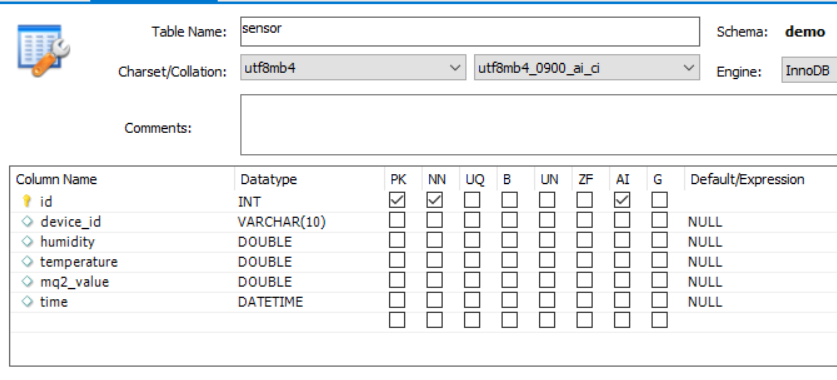 Table Name: sensor Schema: demo
Charset/Collation: utf8mb4 utf8mb4_0900_ai_ci Engine: InnoDB
Comments:
Column Name Datatype PK NN UQ B UN ZF AI G Default/Expression
id INT
device_id VARCHAR(10) NULL
humidity DOUBLE NULL
temperature DOUBLE NULL
mq2_value DOUBLE NULL
time DATETIME NULL